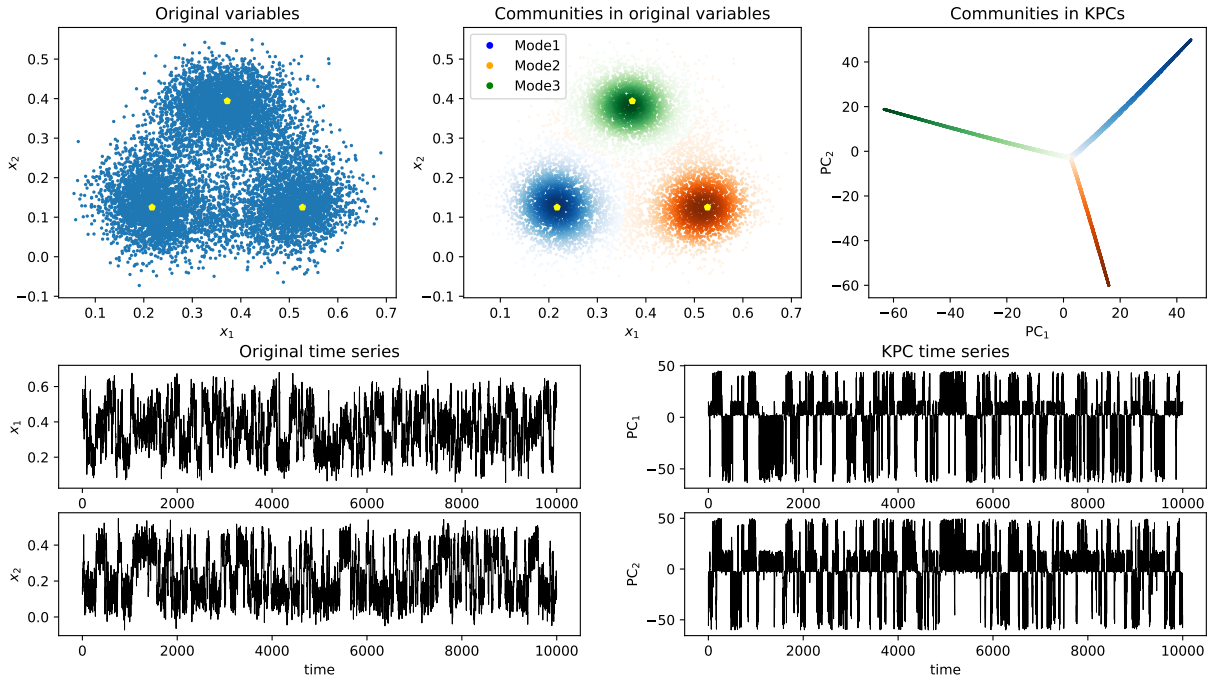 Original variables
Communities in original variables
Communities in KPCs
x₂
0.5
0.4
0.3
0.2
0.1
0.0
−0.1
0.1 0.2 0.3 0.4 0.5 0.6 0.7
x₁
Mode1
Mode2
Mode3
x₂
0.5
0.4
0.3
0.2
0.1
0.0
−0.1
0.1 0.2 0.3 0.4 0.5 0.6 0.7
x₁
PC₂
40
20
0
−20
−40
−60
−60 −40 −20 0 20 40
PC₁
Original time series
x₁
0.6
0.4
0.2
0 2000 4000 6000 8000 10000
x₂
0.4
0.2
0.0
0 2000 4000 6000 8000 10000
time
KPC time series
PC₁
50
0
−50
0 2000 4000 6000 8000 10000
PC₂
50
0
−50
0 2000 4000 6000 8000 10000
time